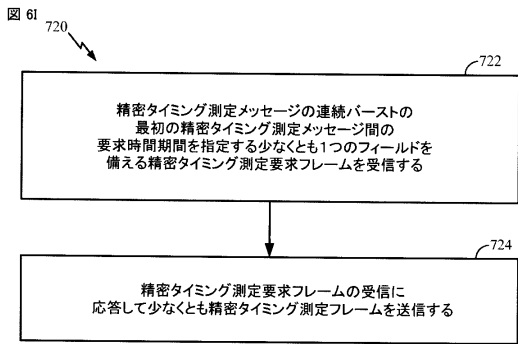 図 6I
720
722
精密タイミング測定メッセージの連続バーストの
最初の精密タイミング測定メッセージ間の
要求時間期間を指定する少なくとも1つのフィールドを
備える精密タイミング測定要求フレームを受信する
724
精密タイミング測定要求フレームの受信に
応答して少なくとも精密タイミング測定フレームを送信する